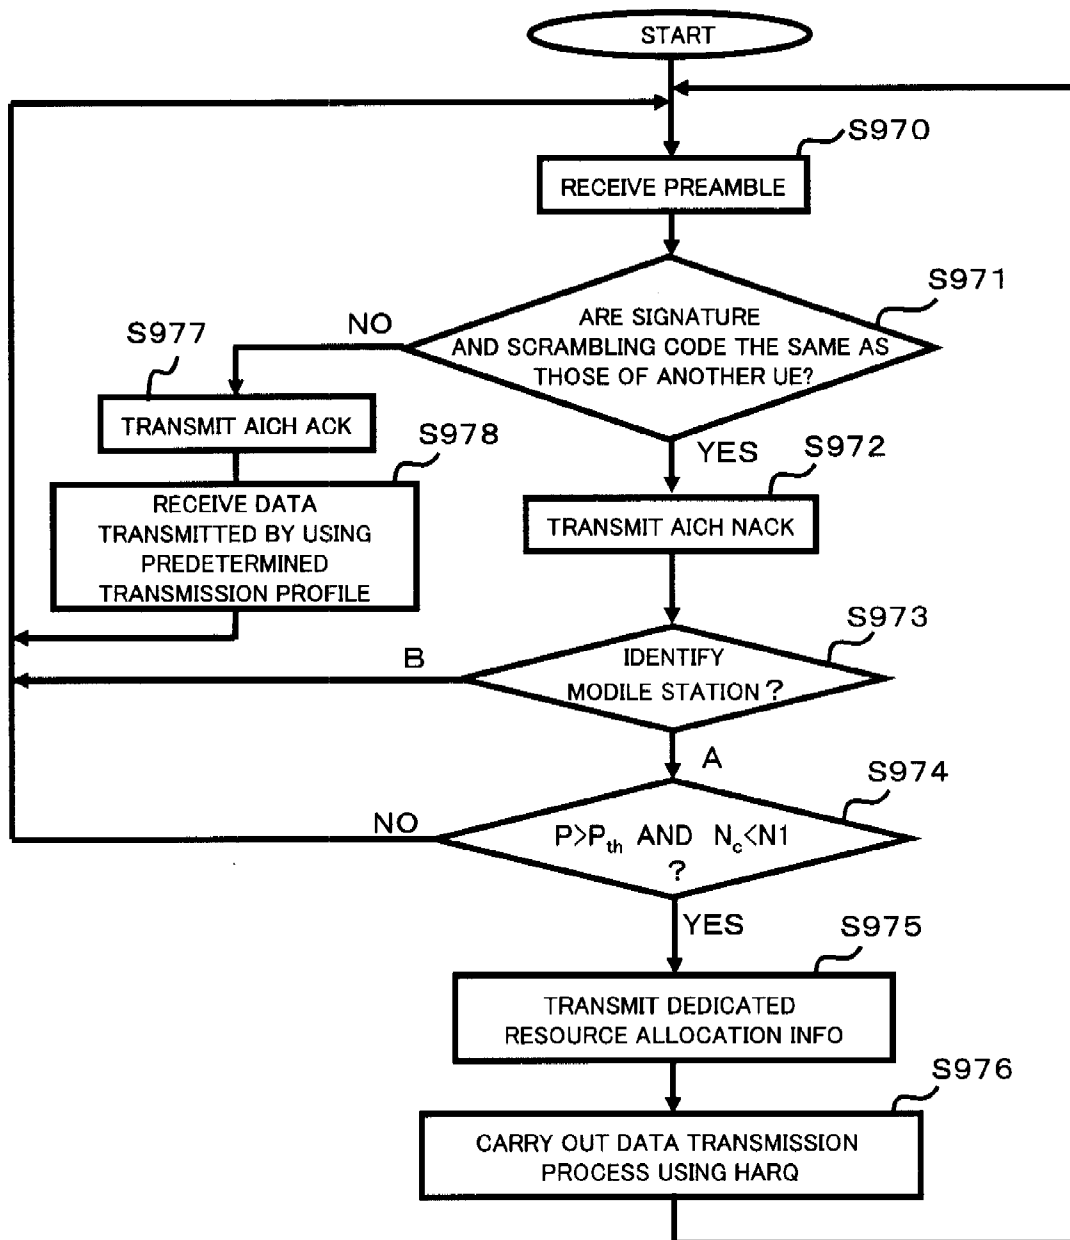 START
S970
RECEIVE PREAMBLE
S971
ARE SIGNATURE
AND SCRAMBLING CODE THE SAME AS
THOSE OF ANOTHER UE?
NO
S977
TRANSMIT AICH ACK
S978
RECEIVE DATA
TRANSMITTED BY USING
PREDETERMINED
TRANSMISSION PROFILE
YES
S972
TRANSMIT AICH NACK
S973
IDENTIFY
MODILE STATION?
B
A
S974
P>Pth AND Nc<N1
?
NO
YES
S975
TRANSMIT DEDICATED
RESOURCE ALLOCATION INFO
S976
CARRY OUT DATA TRANSMISSION
PROCESS USING HARQ